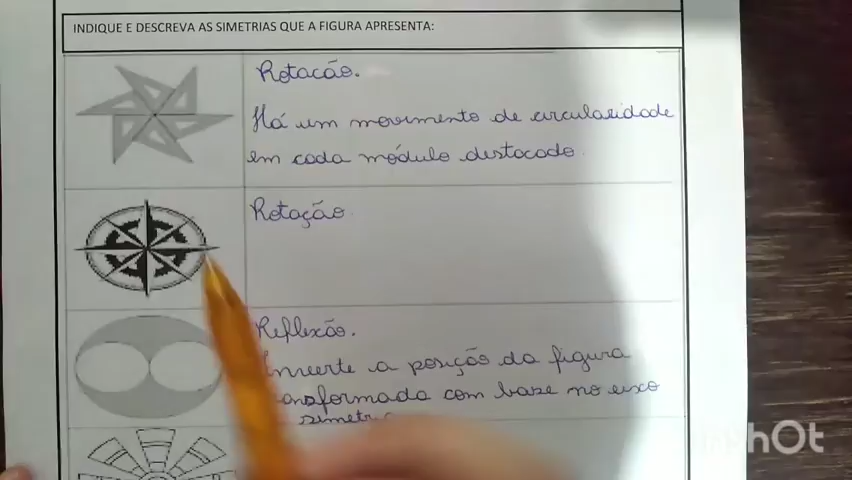 INDIQUE E DESCREVA AS SIMETRIAS QUE A FIGURA APRESENTA:
Rotacão.
Há um movimento de circularidade
em cada módulo destacado.
Rotação.
Reflexão.
Inverte a posição da figura
transformada com base no eixo